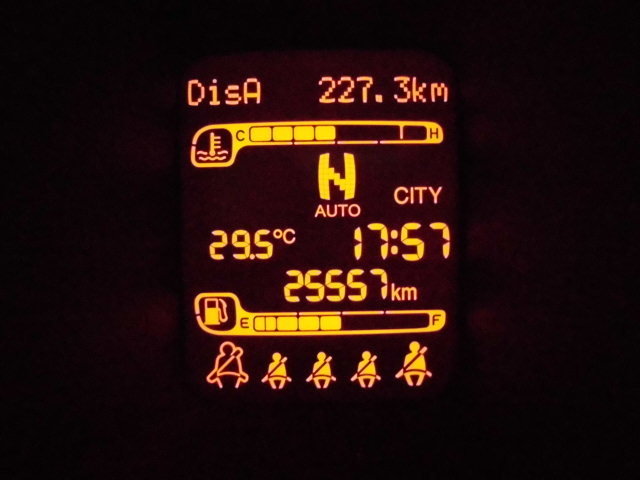 DisA 227.3km
C H
N
AUTO CITY
29.5°C 17:57
25557km
E F